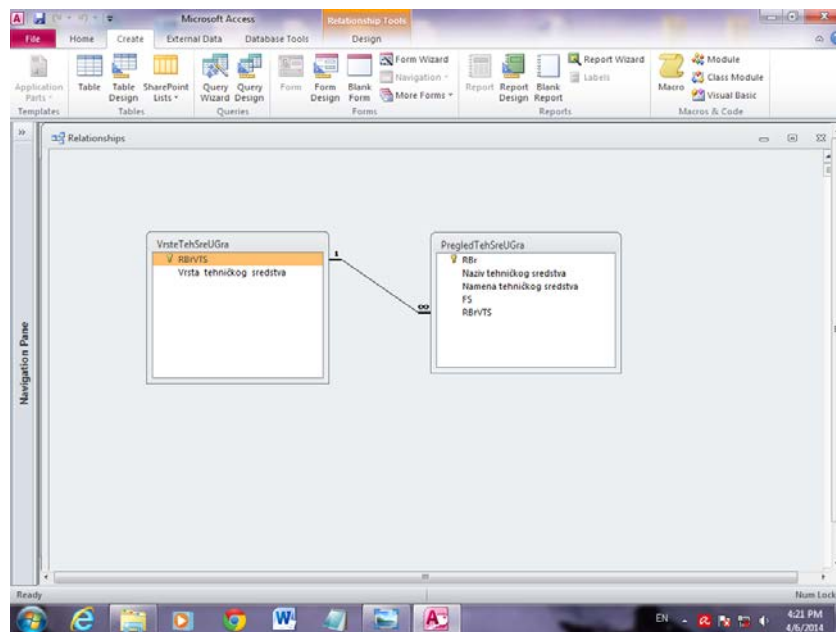 Microsoft Access
Relationship Tools
File Home Create External Data Database Tools Design
Application Parts
Table
Table Design
SharePoint Lists
Query Wizard
Query Design
Form
Form Design
Blank Form
Form Wizard
Navigation
More Forms
Report
Report Design
Blank Report
Report Wizard
Labels
Macro
Module
Class Module
Visual Basic
Templates Tables Queries Forms Reports Macros & Code
Relationships
Navigation Pane
VrsteTehSreUGra
RBrVTS
Vrsta tehničkog sredstva
1
∞
PregledTehSreUGra
RBr
Naziv tehničkog sredstva
Namena tehničkog sredstva
FS
RBrVTS
Ready
Num Lock
EN
4:21 PM
4/6/2014